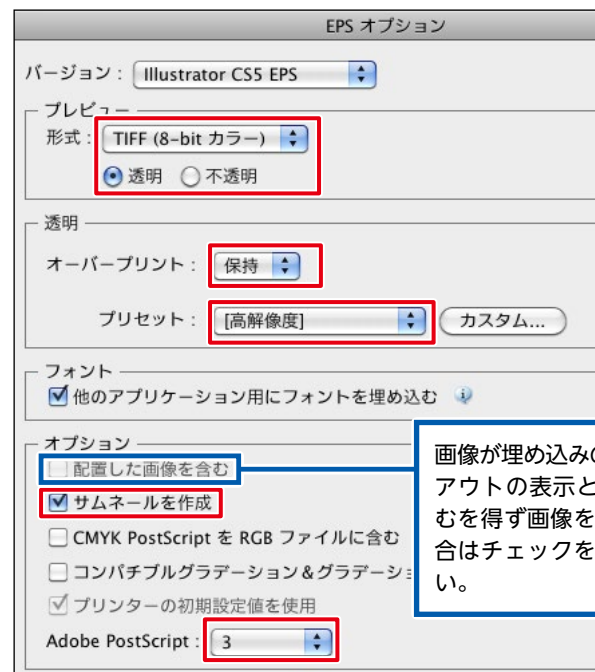 EPS オプション
バージョン： Illustrator CS5 EPS
プレビュー
形式： TIFF (8-bit カラー)
透明 不透明
透明
オーバープリント： 保持
プリセット： [高解像度] カスタム...
フォント
他のアプリケーション用にフォントを埋め込む
オプション
配置した画像を含む
サムネールを作成
CMYK PostScript を RGB ファイルに含む
コンパチブルグラデーション＆グラデーショ
プリンターの初期設定値を使用
Adobe PostScript： 3
画像が埋め込みの
アウトの表示と
むを得ず画像を
合はチェックを
い。